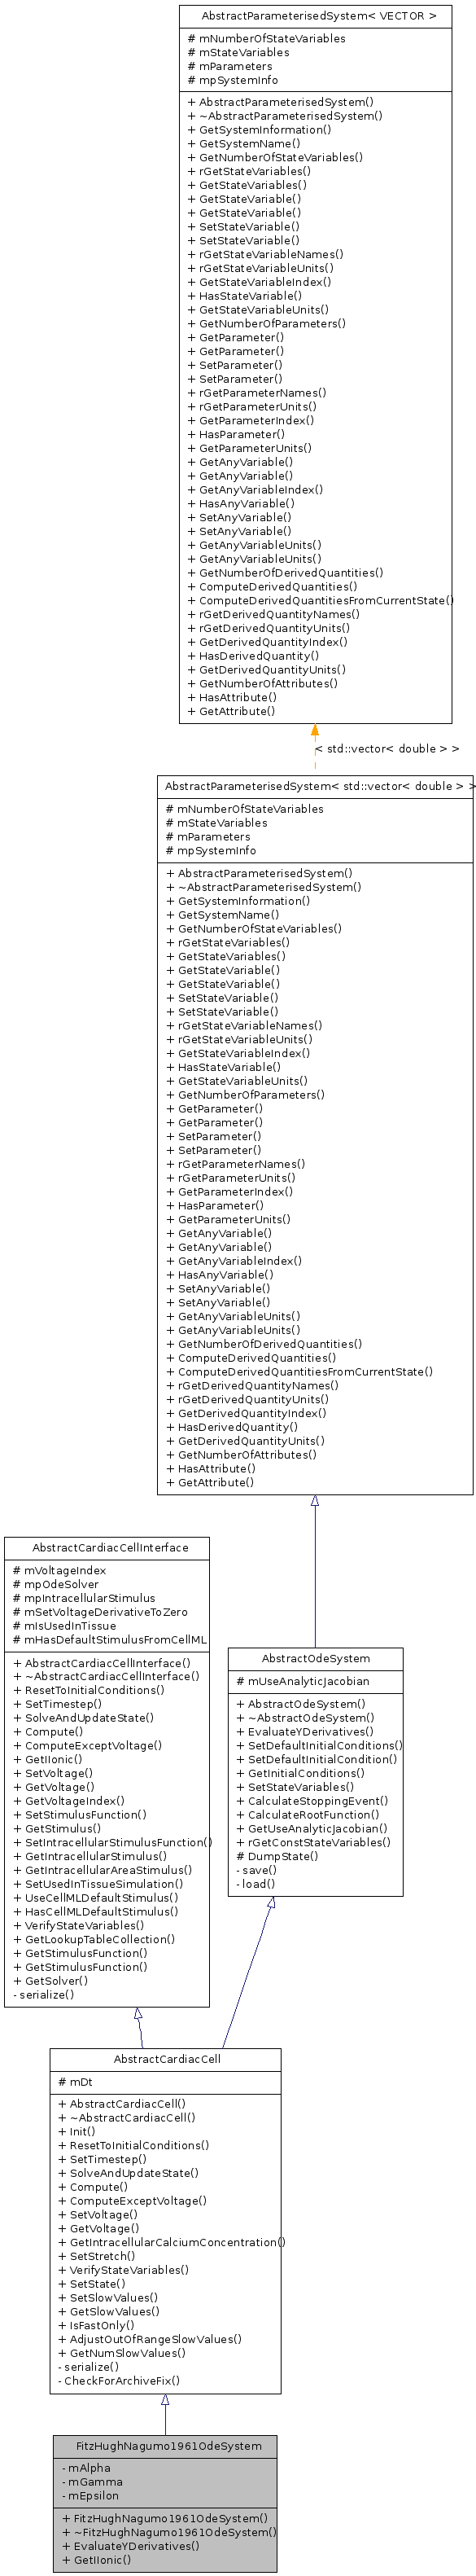 AbstractParameterisedSystem< VECTOR >
# mNumberOfStateVariables
# mStateVariables
# mParameters
# mpSystemInfo
+ AbstractParameterisedSystem()
+ ~AbstractParameterisedSystem()
+ GetSystemInformation()
+ GetSystemName()
+ GetNumberOfStateVariables()
+ rGetStateVariables()
+ GetStateVariables()
+ GetStateVariable()
+ GetStateVariable()
+ SetStateVariable()
+ SetStateVariable()
+ rGetStateVariableNames()
+ rGetStateVariableUnits()
+ GetStateVariableIndex()
+ HasStateVariable()
+ GetStateVariableUnits()
+ GetNumberOfParameters()
+ GetParameter()
+ GetParameter()
+ SetParameter()
+ SetParameter()
+ rGetParameterNames()
+ rGetParameterUnits()
+ GetParameterIndex()
+ HasParameter()
+ GetParameterUnits()
+ GetAnyVariable()
+ GetAnyVariable()
+ GetAnyVariableIndex()
+ HasAnyVariable()
+ SetAnyVariable()
+ SetAnyVariable()
+ GetAnyVariableUnits()
+ GetAnyVariableUnits()
+ GetNumberOfDerivedQuantities()
+ ComputeDerivedQuantities()
+ ComputeDerivedQuantitiesFromCurrentState()
+ rGetDerivedQuantityNames()
+ rGetDerivedQuantityUnits()
+ GetDerivedQuantityIndex()
+ HasDerivedQuantity()
+ GetDerivedQuantityUnits()
+ GetNumberOfAttributes()
+ HasAttribute()
+ GetAttribute()
< std::vector< double > >
AbstractParameterisedSystem< std::vector< double > >
# mNumberOfStateVariables
# mStateVariables
# mParameters
# mpSystemInfo
+ AbstractParameterisedSystem()
+ ~AbstractParameterisedSystem()
+ GetSystemInformation()
+ GetSystemName()
+ GetNumberOfStateVariables()
+ rGetStateVariables()
+ GetStateVariables()
+ GetStateVariable()
+ GetStateVariable()
+ SetStateVariable()
+ SetStateVariable()
+ rGetStateVariableNames()
+ rGetStateVariableUnits()
+ GetStateVariableIndex()
+ HasStateVariable()
+ GetStateVariableUnits()
+ GetNumberOfParameters()
+ GetParameter()
+ GetParameter()
+ SetParameter()
+ SetParameter()
+ rGetParameterNames()
+ rGetParameterUnits()
+ GetParameterIndex()
+ HasParameter()
+ GetParameterUnits()
+ GetAnyVariable()
+ GetAnyVariable()
+ GetAnyVariableIndex()
+ HasAnyVariable()
+ SetAnyVariable()
+ SetAnyVariable()
+ GetAnyVariableUnits()
+ GetAnyVariableUnits()
+ GetNumberOfDerivedQuantities()
+ ComputeDerivedQuantities()
+ ComputeDerivedQuantitiesFromCurrentState()
+ rGetDerivedQuantityNames()
+ rGetDerivedQuantityUnits()
+ GetDerivedQuantityIndex()
+ HasDerivedQuantity()
+ GetDerivedQuantityUnits()
+ GetNumberOfAttributes()
+ HasAttribute()
+ GetAttribute()
AbstractCardiacCellInterface
# mVoltageIndex
# mpOdeSolver
# mpIntracellularStimulus
# mSetVoltageDerivativeToZero
# mIsUsedInTissue
# mHasDefaultStimulusFromCellML
+ AbstractCardiacCellInterface()
+ ~AbstractCardiacCellInterface()
+ ResetToInitialConditions()
+ SetTimestep()
+ SolveAndUpdateState()
+ Compute()
+ ComputeExceptVoltage()
+ GetIIonic()
+ SetVoltage()
+ GetVoltage()
+ GetVoltageIndex()
+ SetStimulusFunction()
+ GetStimulus()
+ SetIntracellularStimulusFunction()
+ GetIntracellularStimulus()
+ GetIntracellularAreaStimulus()
+ SetUsedInTissueSimulation()
+ UseCellMLDefaultStimulus()
+ HasCellMLDefaultStimulus()
+ VerifyStateVariables()
+ GetLookupTableCollection()
+ GetStimulusFunction()
+ GetStimulusFunction()
+ GetSolver()
- serialize()
AbstractOdeSystem
# mUseAnalyticJacobian
+ AbstractOdeSystem()
+ ~AbstractOdeSystem()
+ EvaluateYDerivatives()
+ SetDefaultInitialConditions()
+ SetDefaultInitialCondition()
+ GetInitialConditions()
+ SetStateVariables()
+ CalculateStoppingEvent()
+ CalculateRootFunction()
+ GetUseAnalyticJacobian()
+ rGetConstStateVariables()
# DumpState()
- save()
- load()
AbstractCardiacCell
# mDt
+ AbstractCardiacCell()
+ ~AbstractCardiacCell()
+ Init()
+ ResetToInitialConditions()
+ SetTimestep()
+ SolveAndUpdateState()
+ Compute()
+ ComputeExceptVoltage()
+ SetVoltage()
+ GetVoltage()
+ GetIntracellularCalciumConcentration()
+ SetStretch()
+ VerifyStateVariables()
+ SetState()
+ SetSlowValues()
+ GetSlowValues()
+ IsFastOnly()
+ AdjustOutOfRangeSlowValues()
+ GetNumSlowValues()
- serialize()
- CheckForArchiveFix()
FitzHughNagumo1961OdeSystem
- mAlpha
- mGamma
- mEpsilon
+ FitzHughNagumo1961OdeSystem()
+ ~FitzHughNagumo1961OdeSystem()
+ EvaluateYDerivatives()
+ GetIIonic()